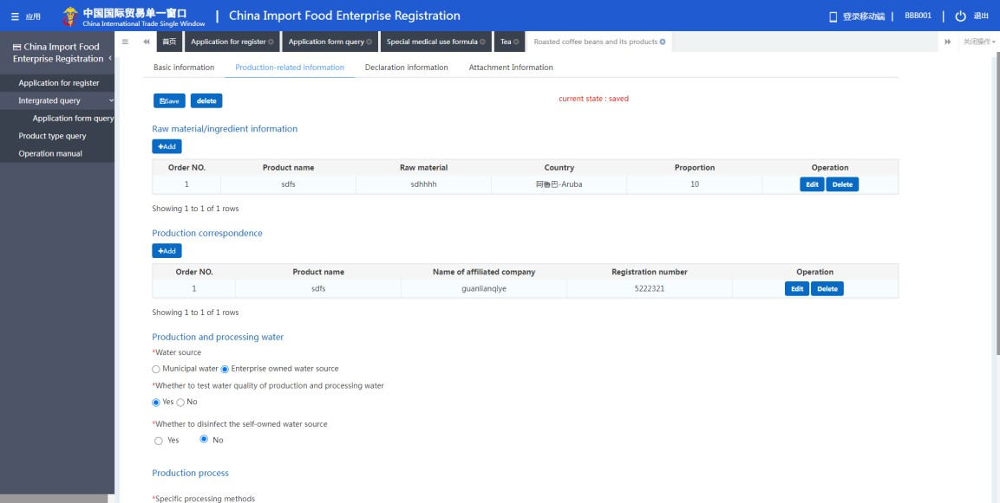 应用
中国国际贸易单一窗口
China International Trade Single Window
| China Import Food Enterprise Registration
登录移动端 | BBB001 | 退出
China Import Food Enterprise Registration
Application for register
Intergrated query
Application form query
Product type query
Operation manual
首页 Application for register Application form query Special medical use formula Tea Roasted coffee beans and its products 关闭操作
Basic information Production-related information Declaration information Attachment Information
Save delete current state : saved
Raw material/ingredient information
+Add
Order NO. Product name Raw material Country Proportion Operation
1 sdfs sdhhhh 阿鲁巴-Aruba 10 Edit Delete
Showing 1 to 1 of 1 rows
Production correspondence
+Add
Order NO. Product name Name of affiliated company Registration number Operation
1 sdfs guanlianqiye 5222321 Edit Delete
Showing 1 to 1 of 1 rows
Production and processing water
*Water source
Municipal water Enterprise owned water source
*Whether to test water quality of production and processing water
Yes No
*Whether to disinfect the self-owned water source
Yes No
Production process
*Specific processing methods